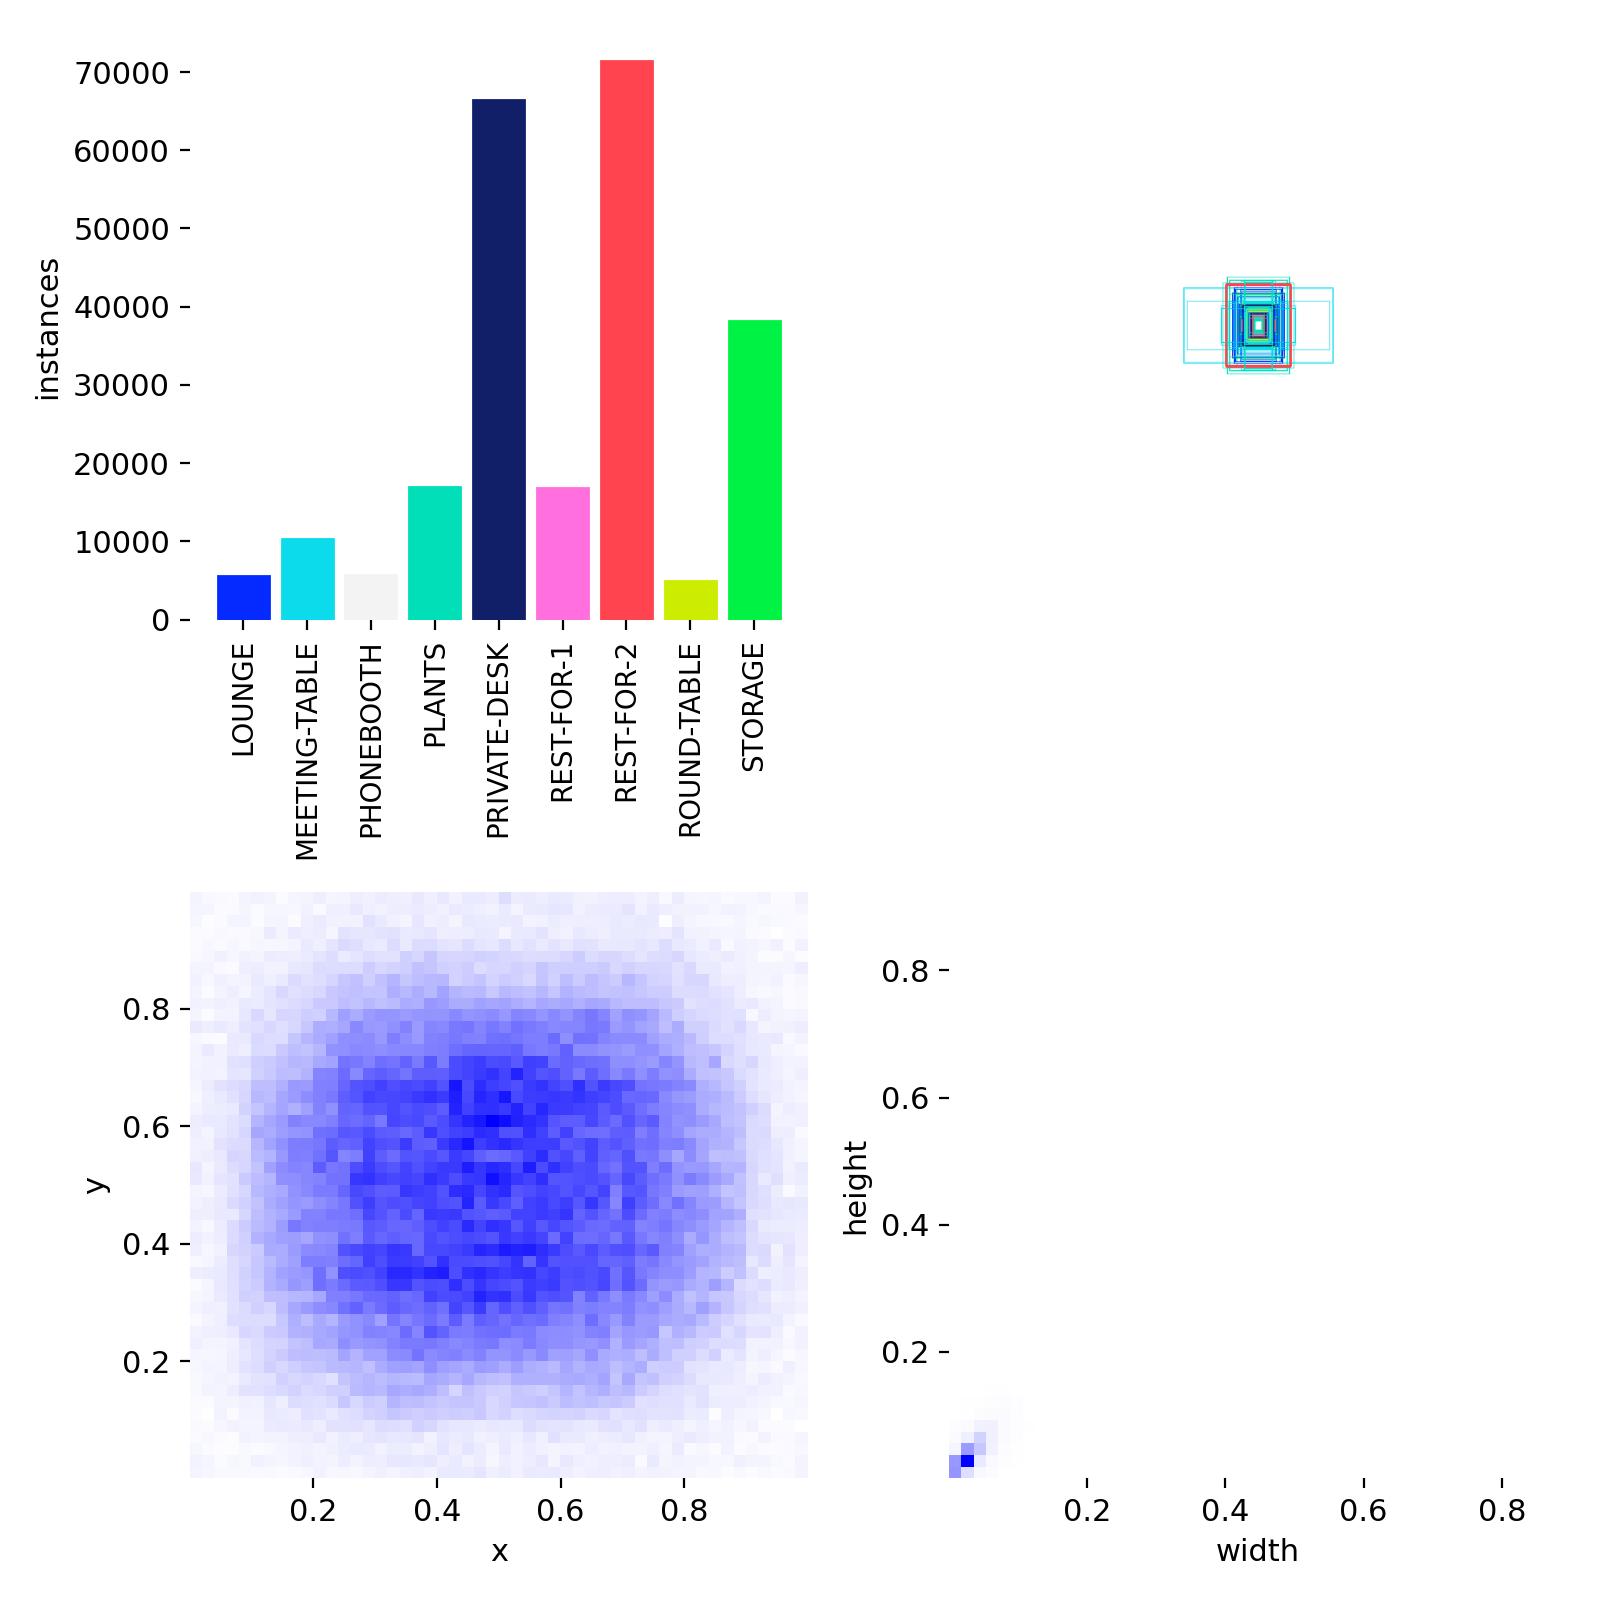 70000
60000
50000
40000
30000
20000
10000
0
instances
LOUNGE
MEETING-TABLE
PHONEBOOTH
PLANTS
PRIVATE-DESK
REST-FOR-1
REST-FOR-2
ROUND-TABLE
STORAGE
0.8
0.6
0.4
0.2
y
0.2 0.4 0.6 0.8
x
0.8
0.6
0.4
0.2
height
0.2 0.4 0.6 0.8
width